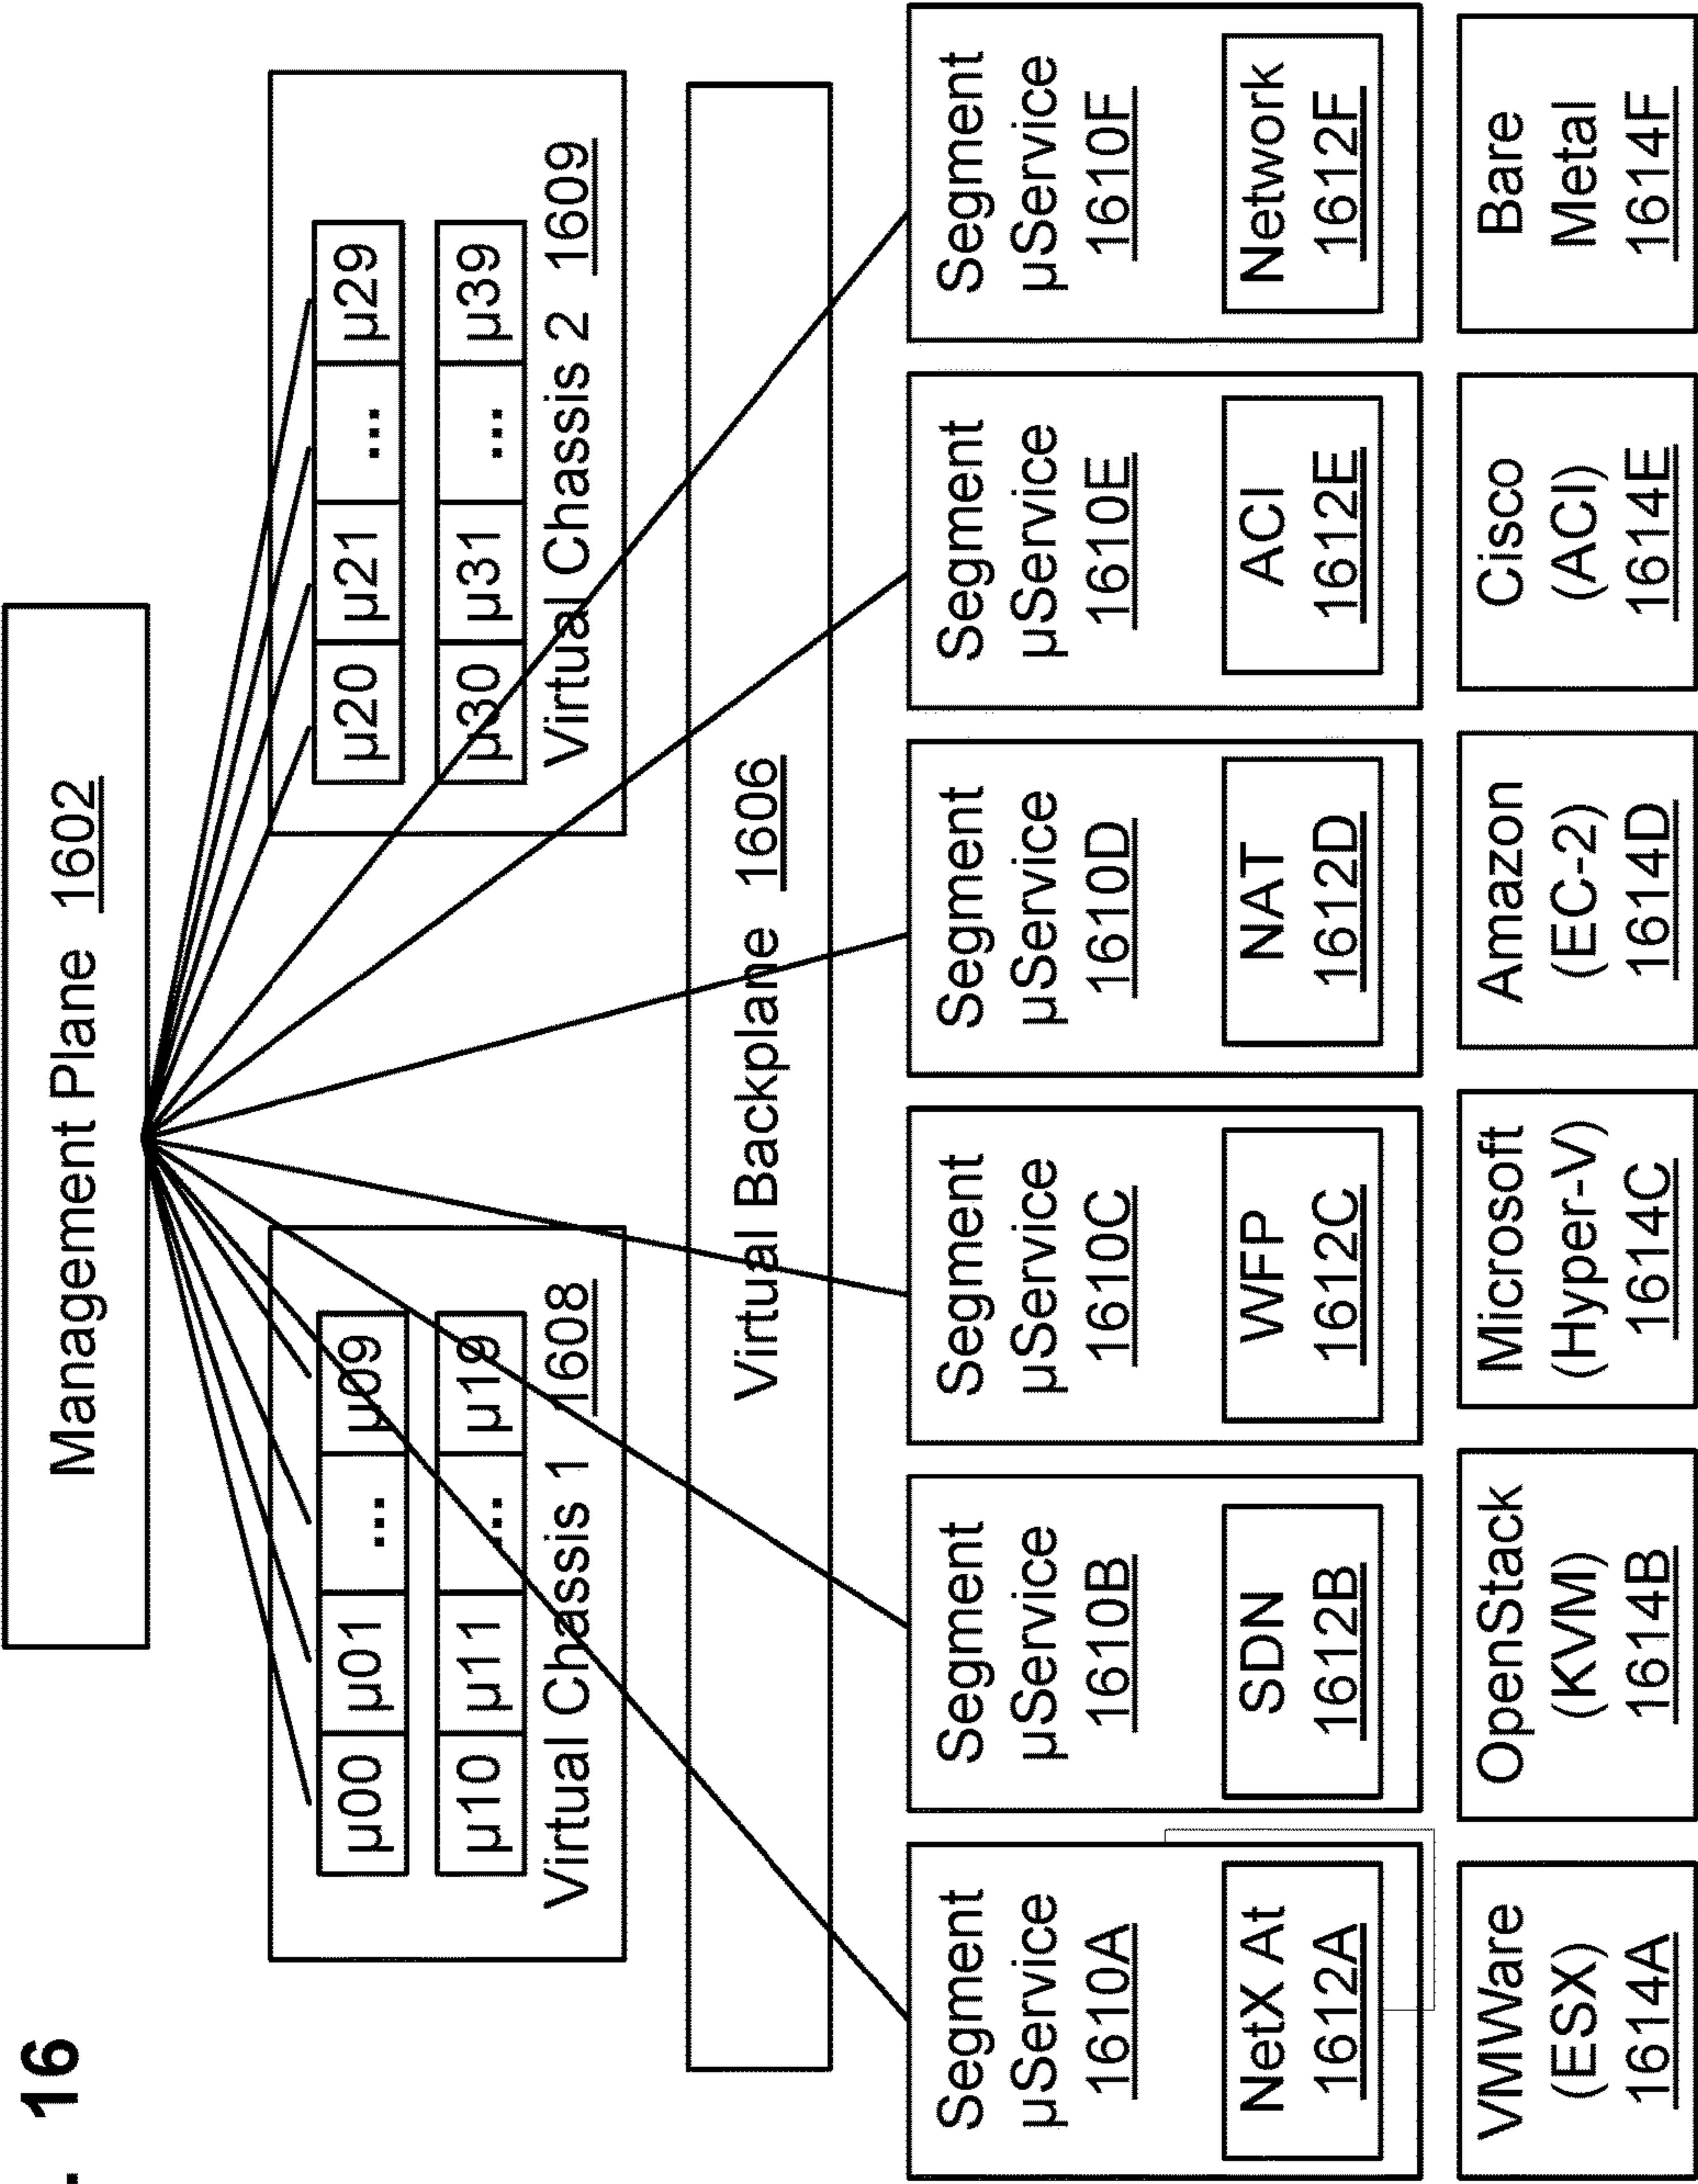 . 16
Management Plane 1602
µ00 µ01 ... µ09
µ10 µ11 ... µ19
Virtual Chassis 1 1608
µ20 µ21 ... µ29
µ30 µ31 ... µ39
Virtual Chassis 2 1609
Virtual Backplane 1606
Segment
µService
1610A
NetX At
1612A
Segment
µService
1610B
SDN
1612B
Segment
µService
1610C
WFP
1612C
Segment
µService
1610D
NAT
1612D
Segment
µService
1610E
ACI
1612E
Segment
µService
1610F
Network
1612F
VMWare
(ESX)
1614A
OpenStack
(KVM)
1614B
Microsoft
(Hyper-V)
1614C
Amazon
(EC-2)
1614D
Cisco
(ACI)
1614E
Bare
Metal
1614F